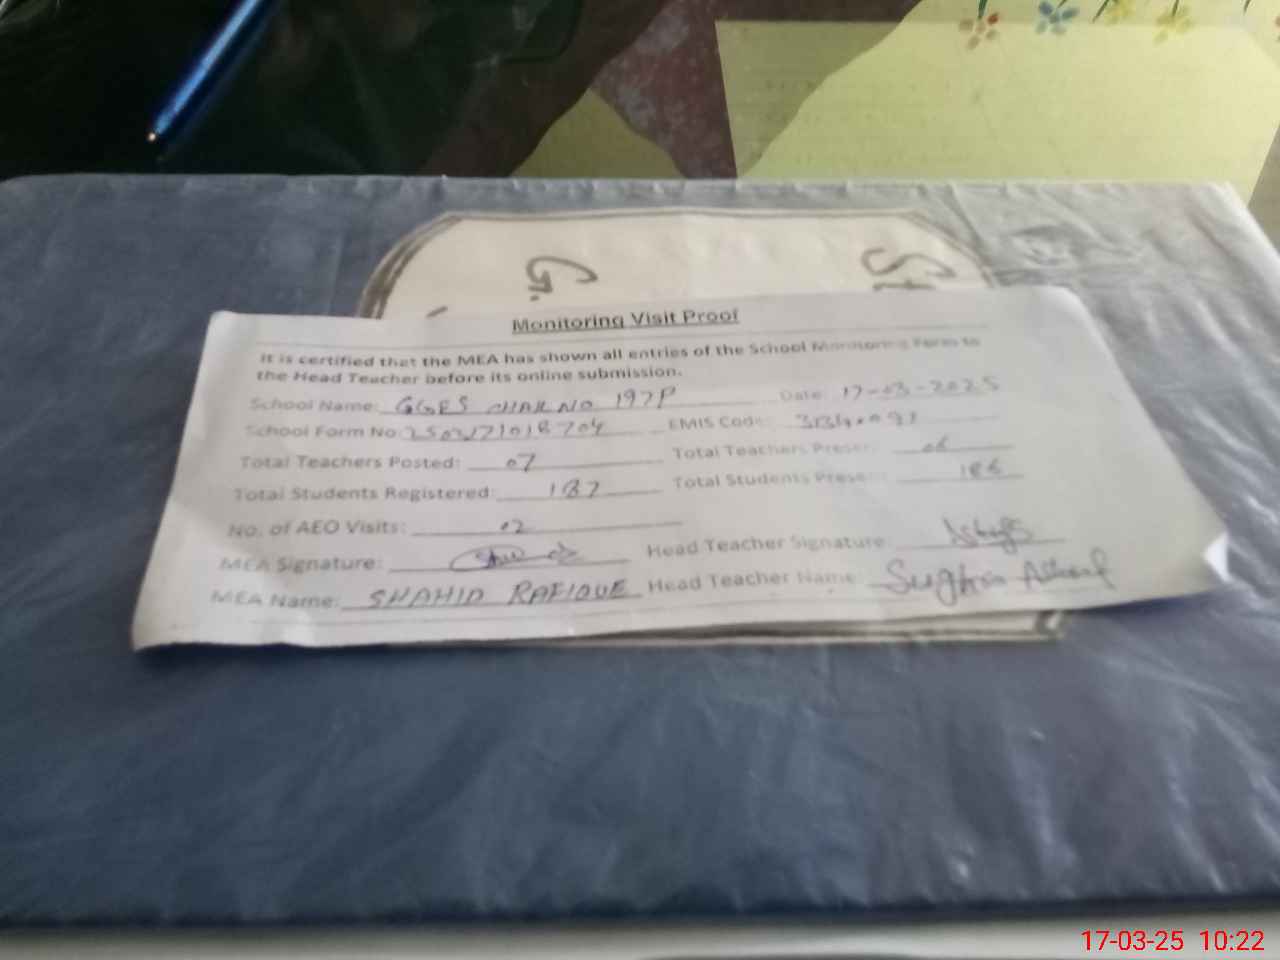 Monitoring Visit Proof
It is certified that the MEA has shown all entries of the School Monitoring Form to
the Head Teacher before its online submission.
School Name: GGPS CHAK NO 197P Date: 17-03-2025
School Form No: EMIS Code:
Total Teachers Posted: 07 Total Teachers Present: 06
Total Students Registered: 187 Total Students Present: 186
No. of AEO Visits: 02
MEA Signature: Head Teacher Signature:
MEA Name: SHAHID RAFIQUE Head Teacher Name: Sughra Ashraf
17-03-25 10:22